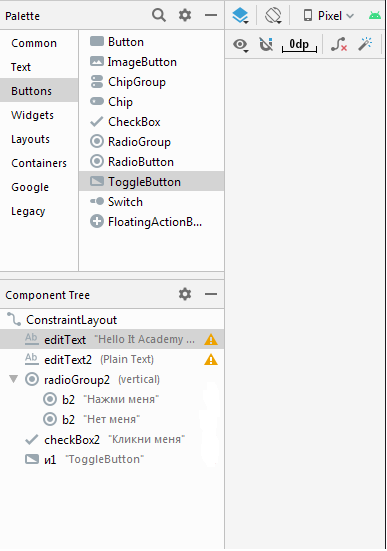 Palette
Pixel
0dp
Common
Text
Buttons
Widgets
Layouts
Containers
Google
Legacy
Button
ImageButton
ChipGroup
Chip
CheckBox
RadioGroup
RadioButton
ToggleButton
Switch
FloatingActionB...
Component Tree
ConstraintLayout
Ab editText "Hello It Academy ...
Ab editText2 (Plain Text)
radioGroup2 (vertical)
b2 "Нажми меня"
b2 "Нет меня"
checkBox2 "Кликни меня"
и1 "ToggleButton"